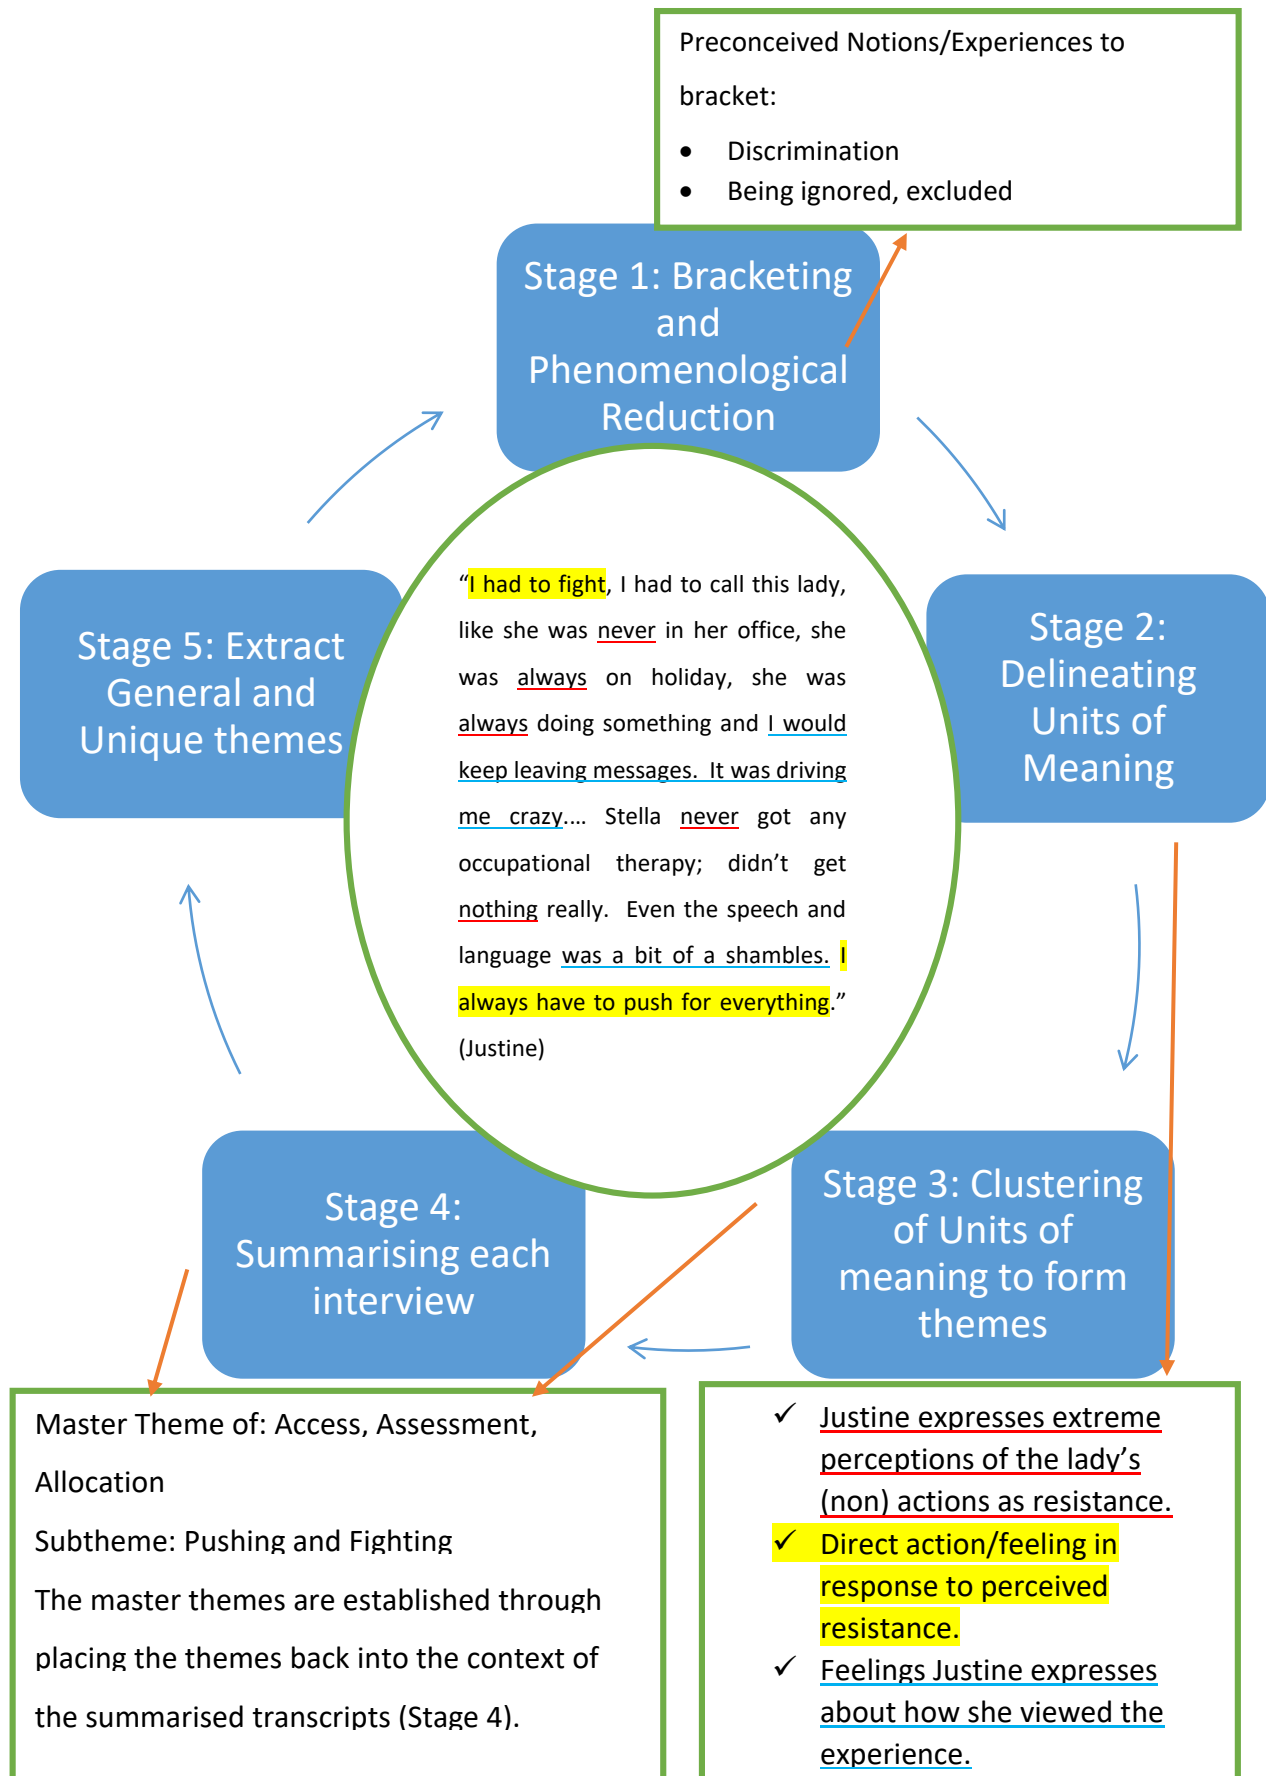 Preconceived Notions/Experiences to
bracket:
• Discrimination
• Being ignored, excluded
Stage 1: Bracketing
and
Phenomenological
Reduction
Stage 2:
Delineating
Units of
Meaning
Stage 3: Clustering
of Units of
meaning to form
themes
Stage 4:
Summarising each
interview
Stage 5: Extract
General and
Unique themes
“I had to fight, I had to call this lady,
like she was never in her office, she
was always on holiday, she was
always doing something and I would
keep leaving messages. It was driving
me crazy.... Stella never got any
occupational therapy; didn’t get
nothing really. Even the speech and
language was a bit of a shambles. I
always have to push for everything.”
(Justine)
Master Theme of: Access, Assessment,
Allocation
Subtheme: Pushing and Fighting
The master themes are established through
placing the themes back into the context of
the summarised transcripts (Stage 4).
✓ Justine expresses extreme
perceptions of the lady’s
(non) actions as resistance.
✓ Direct action/feeling in
response to perceived
resistance.
✓ Feelings Justine expresses
about how she viewed the
experience.